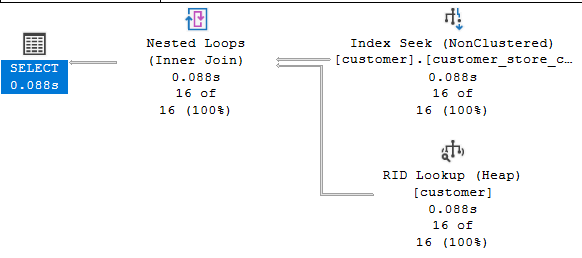 SELECT
0.088s
Nested Loops
(Inner Join)
0.088s
16 of
16 (100%)
Index Seek (NonClustered)
[customer].[customer_store_c…
0.088s
16 of
16 (100%)
RID Lookup (Heap)
[customer]
0.088s
16 of
16 (100%)